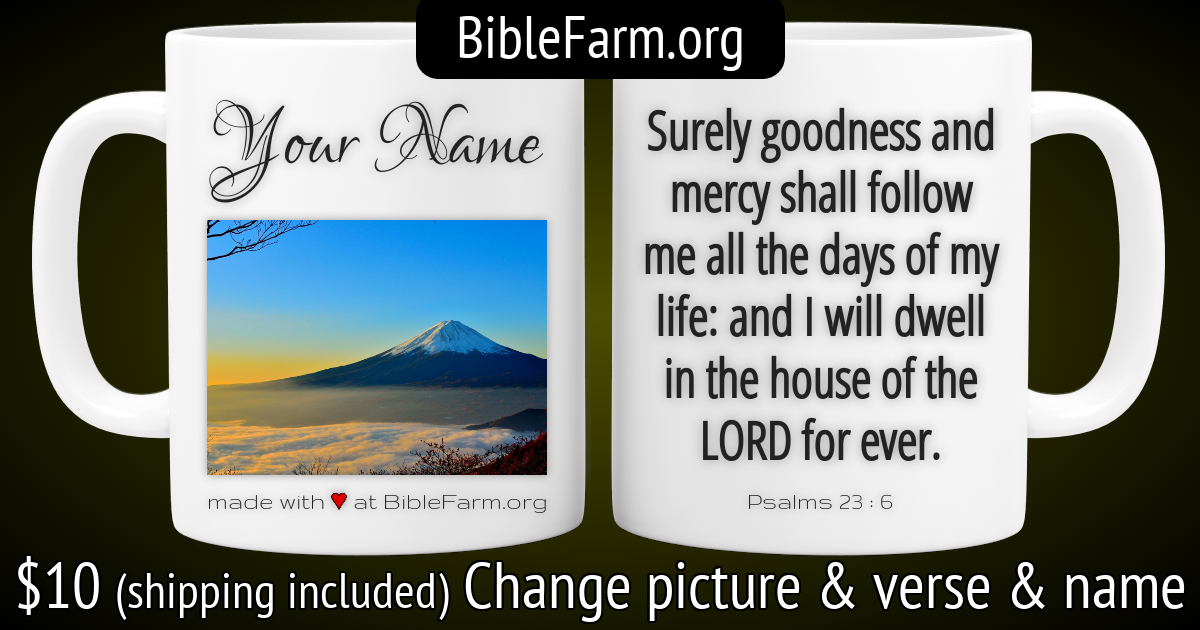 BibleFarm.org
Your Name
made with ♥ at BibleFarm.org
Surely goodness and
mercy shall follow
me all the days of my
life: and I will dwell
in the house of the
LORD for ever.
Psalms 23 : 6
$10 (shipping included) Change picture & verse & name